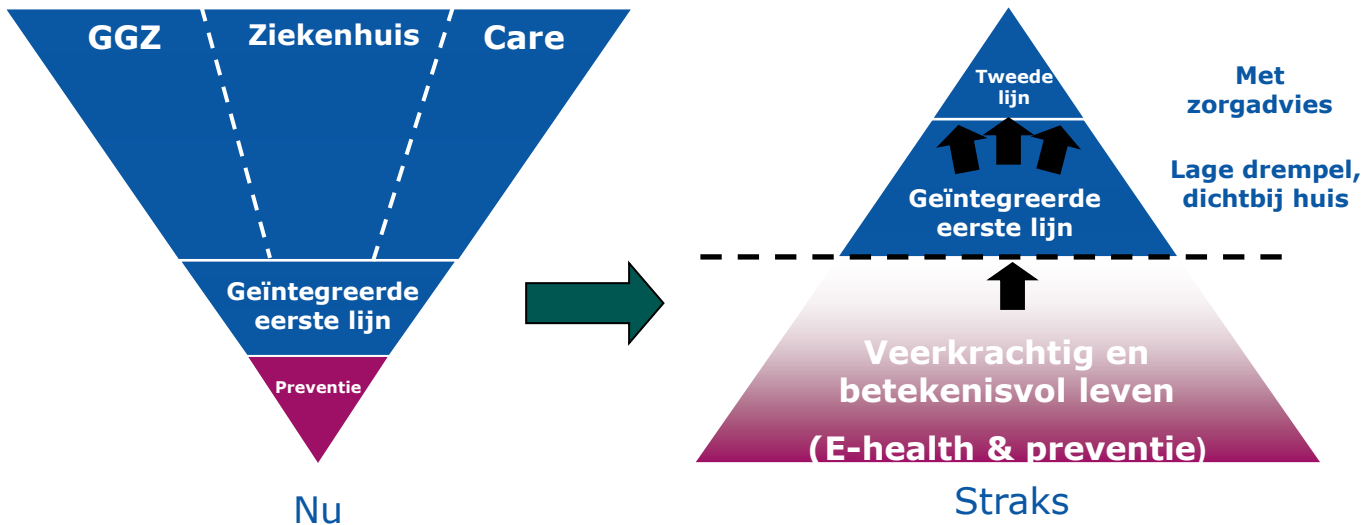 GGZ
Ziekenhuis
Care
Geïntegreerde
eerste lijn
Preventie
Nu
Tweede
lijn
Geïntegreerde
eerste lijn
Met
zorgadvies
Lage drempel,
dichtbij huis
Veerkrachtig en
betekenisvol leven
(E-health & preventie)
Straks